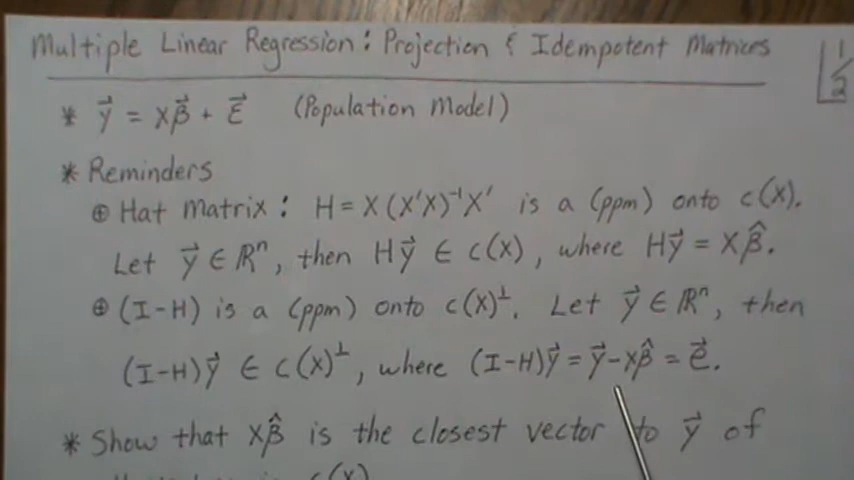 Multiple Linear Regression: Projection & Idempotent Matrices
1/2
* y⃗ = Xβ⃗ + ε⃗ (Population Model)
* Reminders
⊕ Hat Matrix: H = X(X'X)⁻¹X' is a (ppm) onto c(X).
Let y⃗ ∈ ℝⁿ, then Hy⃗ ∈ c(X), where Hy⃗ = Xβ̂.
⊕ (I-H) is a (ppm) onto c(X)⊥. Let y⃗ ∈ ℝⁿ, then
(I-H)y⃗ ∈ c(X)⊥, where (I-H)y⃗ = y⃗ - Xβ̂ = e⃗.
* Show that Xβ̂ is the closest vector to y⃗ of
c(X)